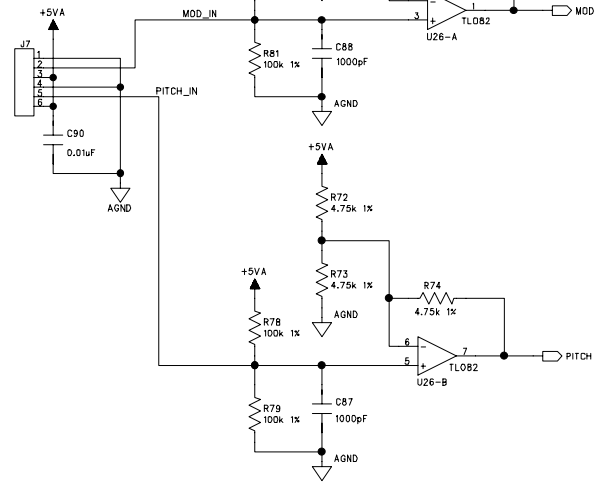 +5VA
MOD_IN
3
−
+
1
MOD
TL082
U26-A
J7
1
2
3
4
5
6
R81
100k 1%
C88
1000pF
PITCH_IN
AGND
C90
0.01uF
+5VA
AGND
R72
4.75k 1%
+5VA
R73
4.75k 1%
R74
4.75k 1%
AGND
R78
100k 1%
6
−
5
+
7
PITCH
TL082
U26-B
R79
100k 1%
C87
1000pF
AGND